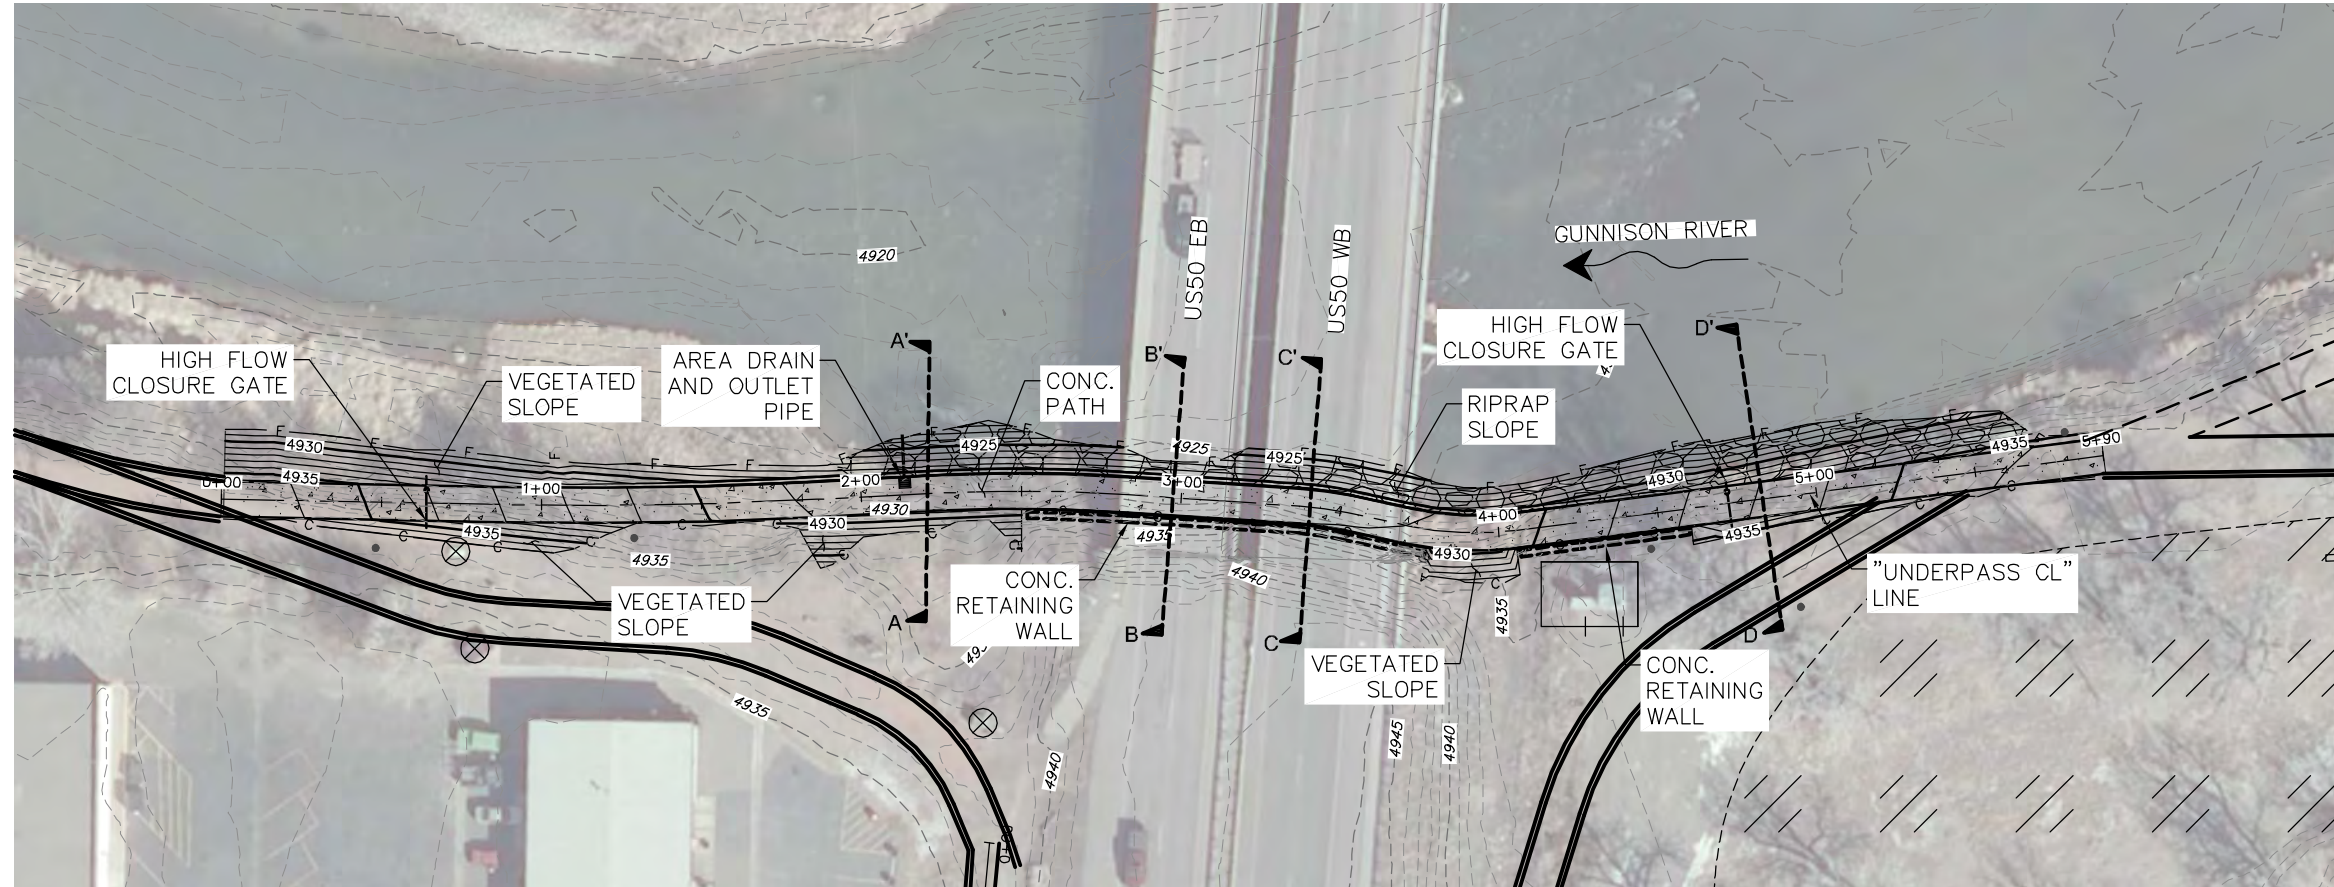 4920
US50 EB
US50 WB
GUNNISON RIVER
A'
B'
C'
D'
HIGH FLOW
CLOSURE GATE
VEGETATED
SLOPE
AREA DRAIN
AND OUTLET
PIPE
CONC.
PATH
HIGH FLOW
CLOSURE GATE
RIPRAP
SLOPE
F
F
F
F
F
F
F
F
F
F
F
F
F
F
4930
4925
4925
4925
4935
5+90
0+00
4935
1+00
2+00
3+00
4930
5+00
4930
4930
4+00
C
C
C
C
C
C
C
C
C
C
4935
4935
4930
4935
4935
4940
CONC.
RETAINING
WALL
"UNDERPASS CL"
LINE
VEGETATED
SLOPE
4935
A
B
C
D
VEGETATED
SLOPE
CONC.
RETAINING
WALL
4935
4940
4945
4940